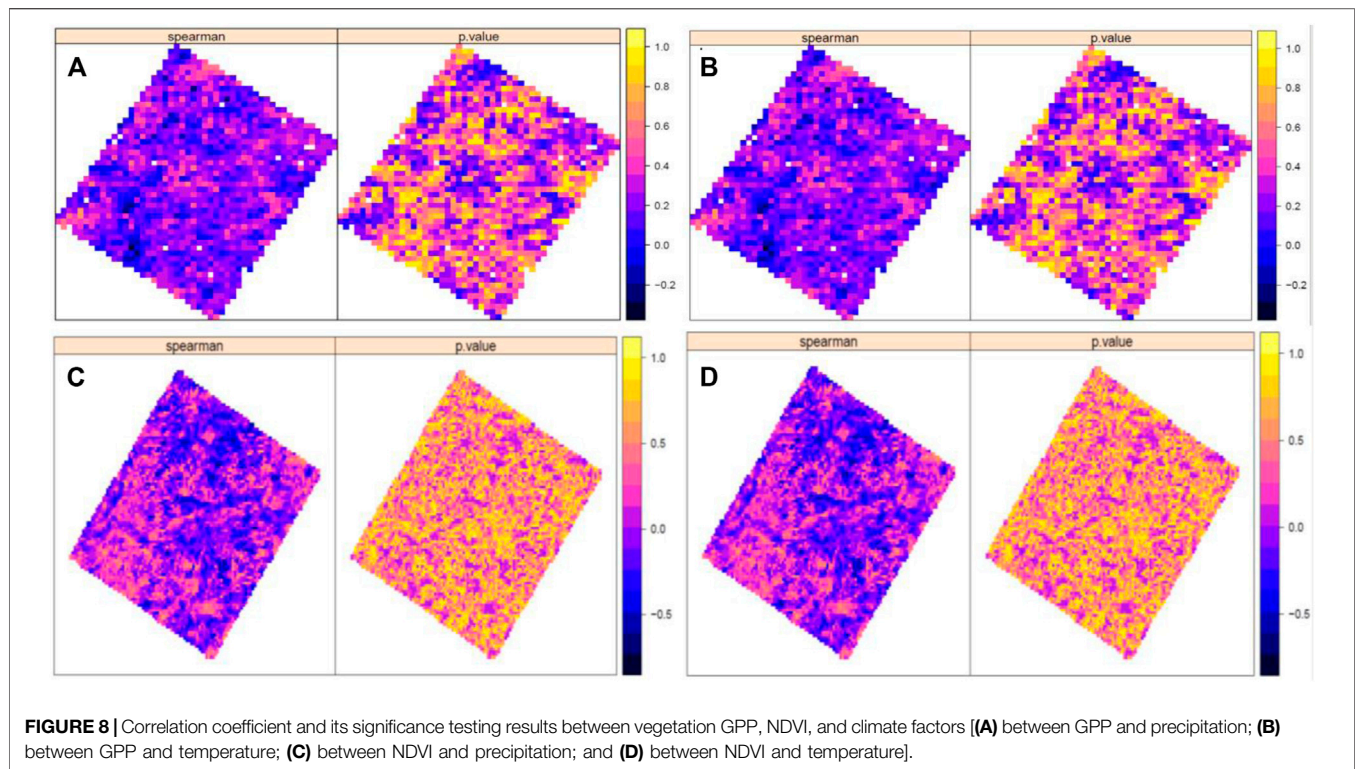 spearman p.value
A
1.0
0.8
0.6
0.4
0.2
0.0
−0.2
spearman p.value
B
1.0
0.8
0.6
0.4
0.2
0.0
−0.2
spearman p.value
C
1.0
0.5
0.0
−0.5
spearman p.value
D
1.0
0.5
0.0
−0.5
FIGURE 8 | Correlation coefficient and its significance testing results between vegetation GPP, NDVI, and climate factors [(A) between GPP and precipitation; (B)
between GPP and temperature; (C) between NDVI and precipitation; and (D) between NDVI and temperature].